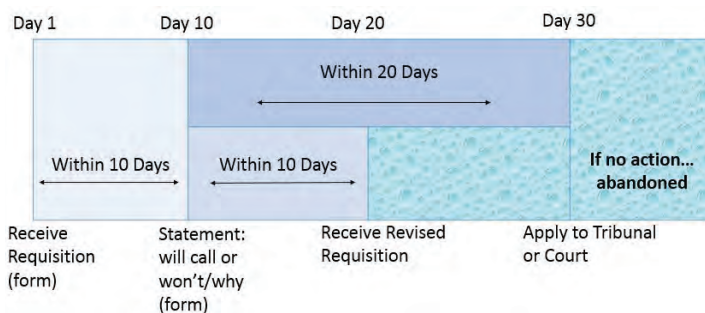 Day 1
Day 10
Day 20
Day 30
Within 20 Days
Within 10 Days
Within 10 Days
If no action…
abandoned
Receive
Requisition
(form)
Statement:
will call or
won't/why
(form)
Receive Revised
Requisition
Apply to Tribunal
or Court